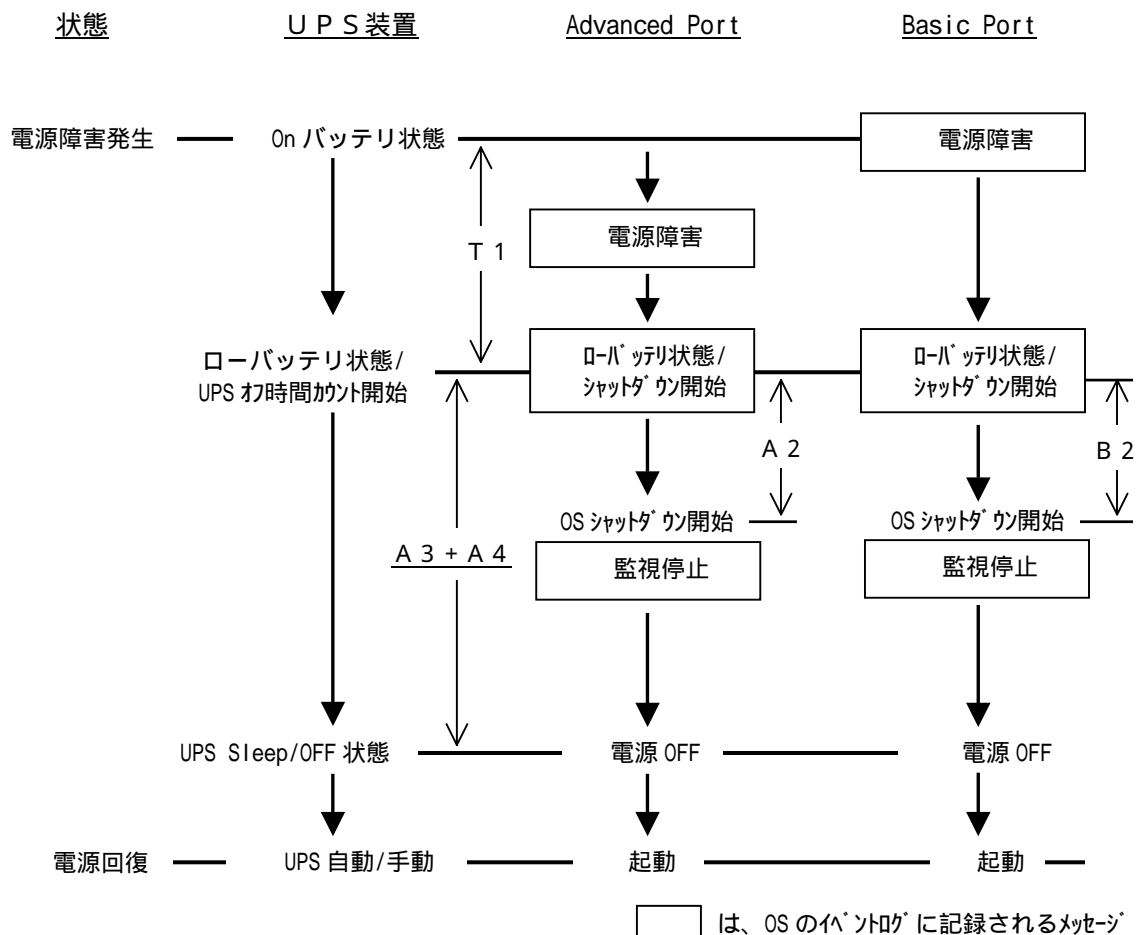 状態 ＵＰＳ装置 Advanced Port Basic Port
電源障害発生 On バッテリ状態 電源障害
Ｔ１
電源障害
ローバッテリ状態/
UPS ｵﾌ時間ｶｳﾝﾄ開始
ﾛｰﾊﾞｯﾃﾘ状態/
ｼｬｯﾄﾀﾞｳﾝ開始
ﾛｰﾊﾞｯﾃﾘ状態/
ｼｬｯﾄﾀﾞｳﾝ開始
Ａ２
Ｂ２
OS ｼｬｯﾄﾀﾞｳﾝ開始
OS ｼｬｯﾄﾀﾞｳﾝ開始
Ａ３＋Ａ４
監視停止
監視停止
UPS Sleep/OFF 状態 電源 OFF 電源 OFF
電源回復 UPS 自動/手動 起動 起動
は、OS のｲﾍﾞﾝﾄﾛｸﾞに記録されるﾒｯｾｰｼﾞ